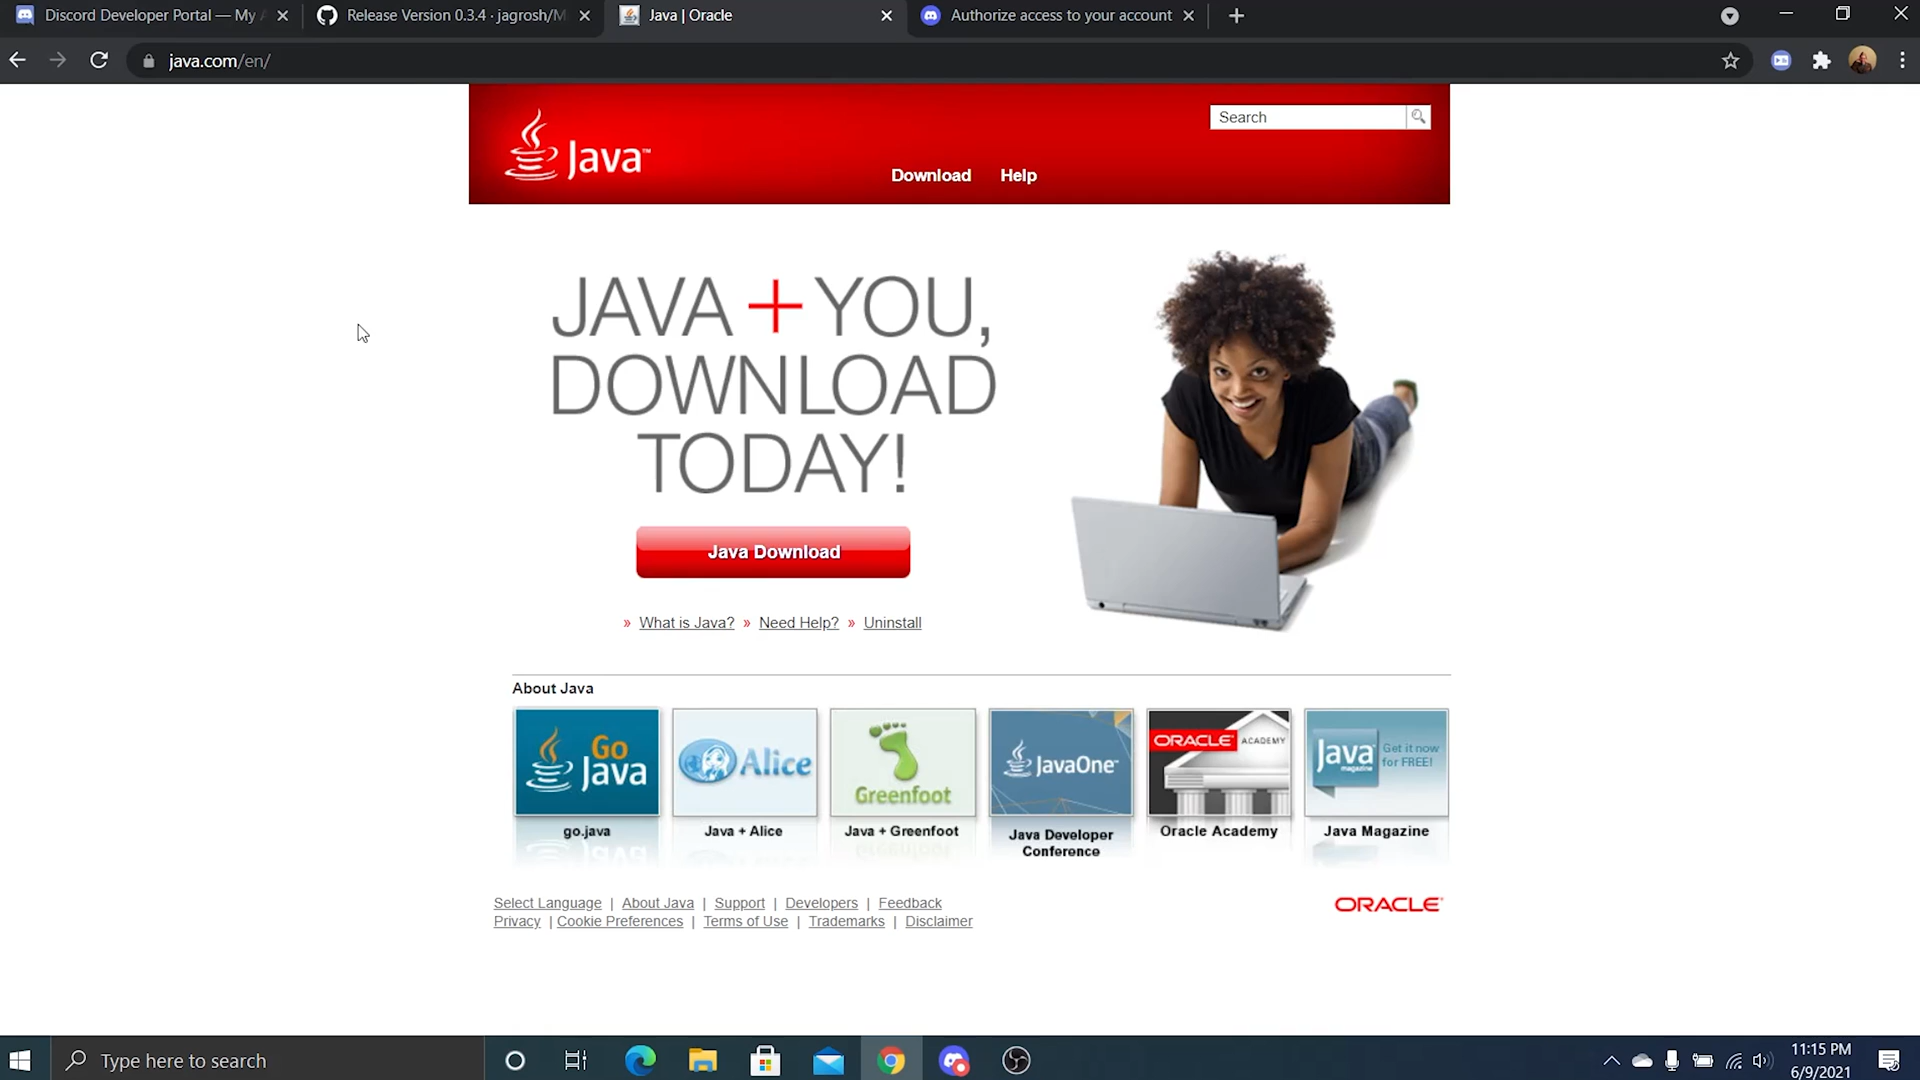 Discord Developer Portal — My A
Release Version 0.3.4 · jagrosh/M
Java | Oracle
Authorize access to your account
java.com/en/
Search
Java™
Download
Help
JAVA + YOU,
DOWNLOAD
TODAY!
Java Download
» What is Java? » Need Help? » Uninstall
About Java
Go Java
Alice
Greenfoot
JavaOne™
ORACLE ACADEMY
Java magazine
Get it now
for FREE!
go.java
Java + Alice
Java + Greenfoot
Java Developer
Conference
Oracle Academy
Java Magazine
Select Language | About Java | Support | Developers | Feedback
Privacy | Cookie Preferences | Terms of Use | Trademarks | Disclaimer
ORACLE®
Type here to search
11:15 PM
6/9/2021